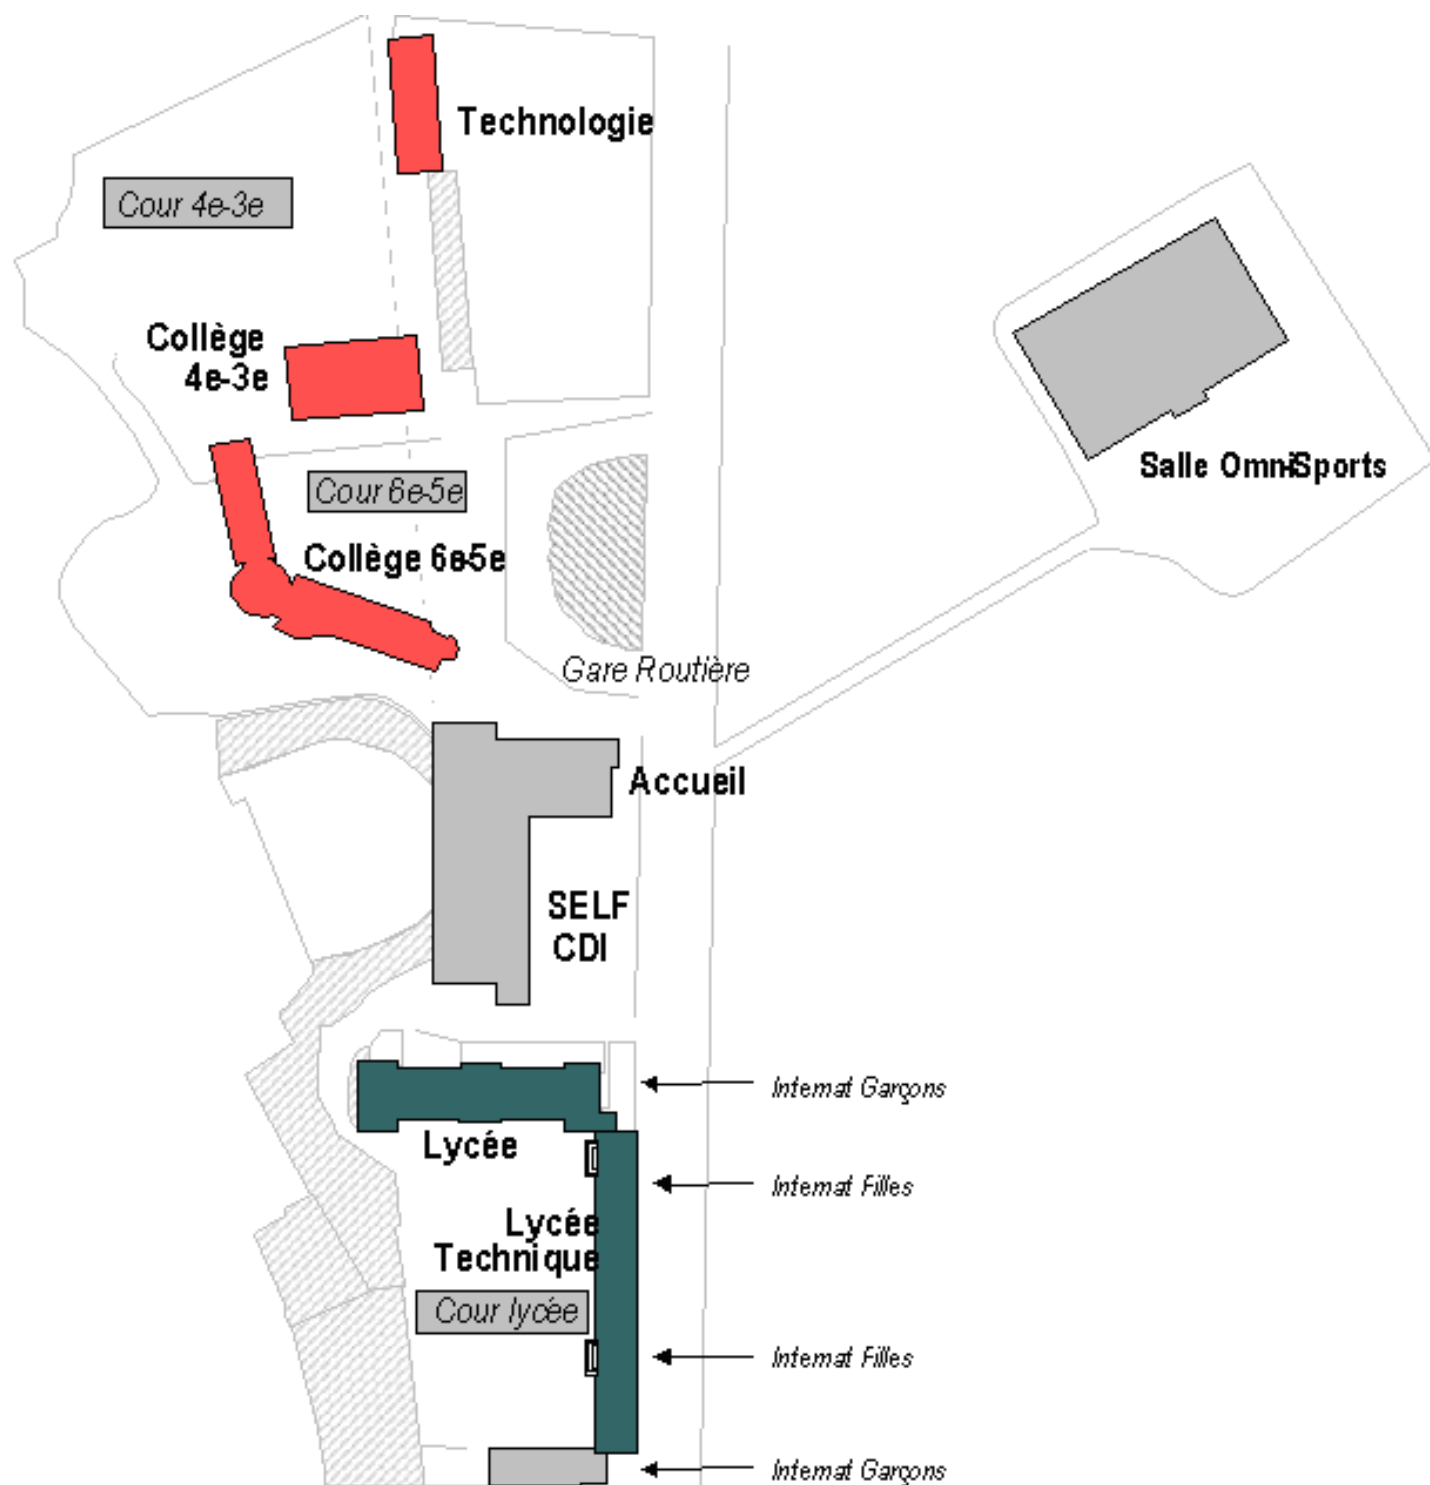 Technologie
Cour 4e-3e
Collège
4e-3e
Salle OmniSports
Cour 6e-5e
Collège 6e-5e
Gare Routière
Accueil
SELF
CDI
Internat Garçons
Lycée
Internat Filles
Lycée
Technique
Cour lycée
Internat Filles
Internat Garçons